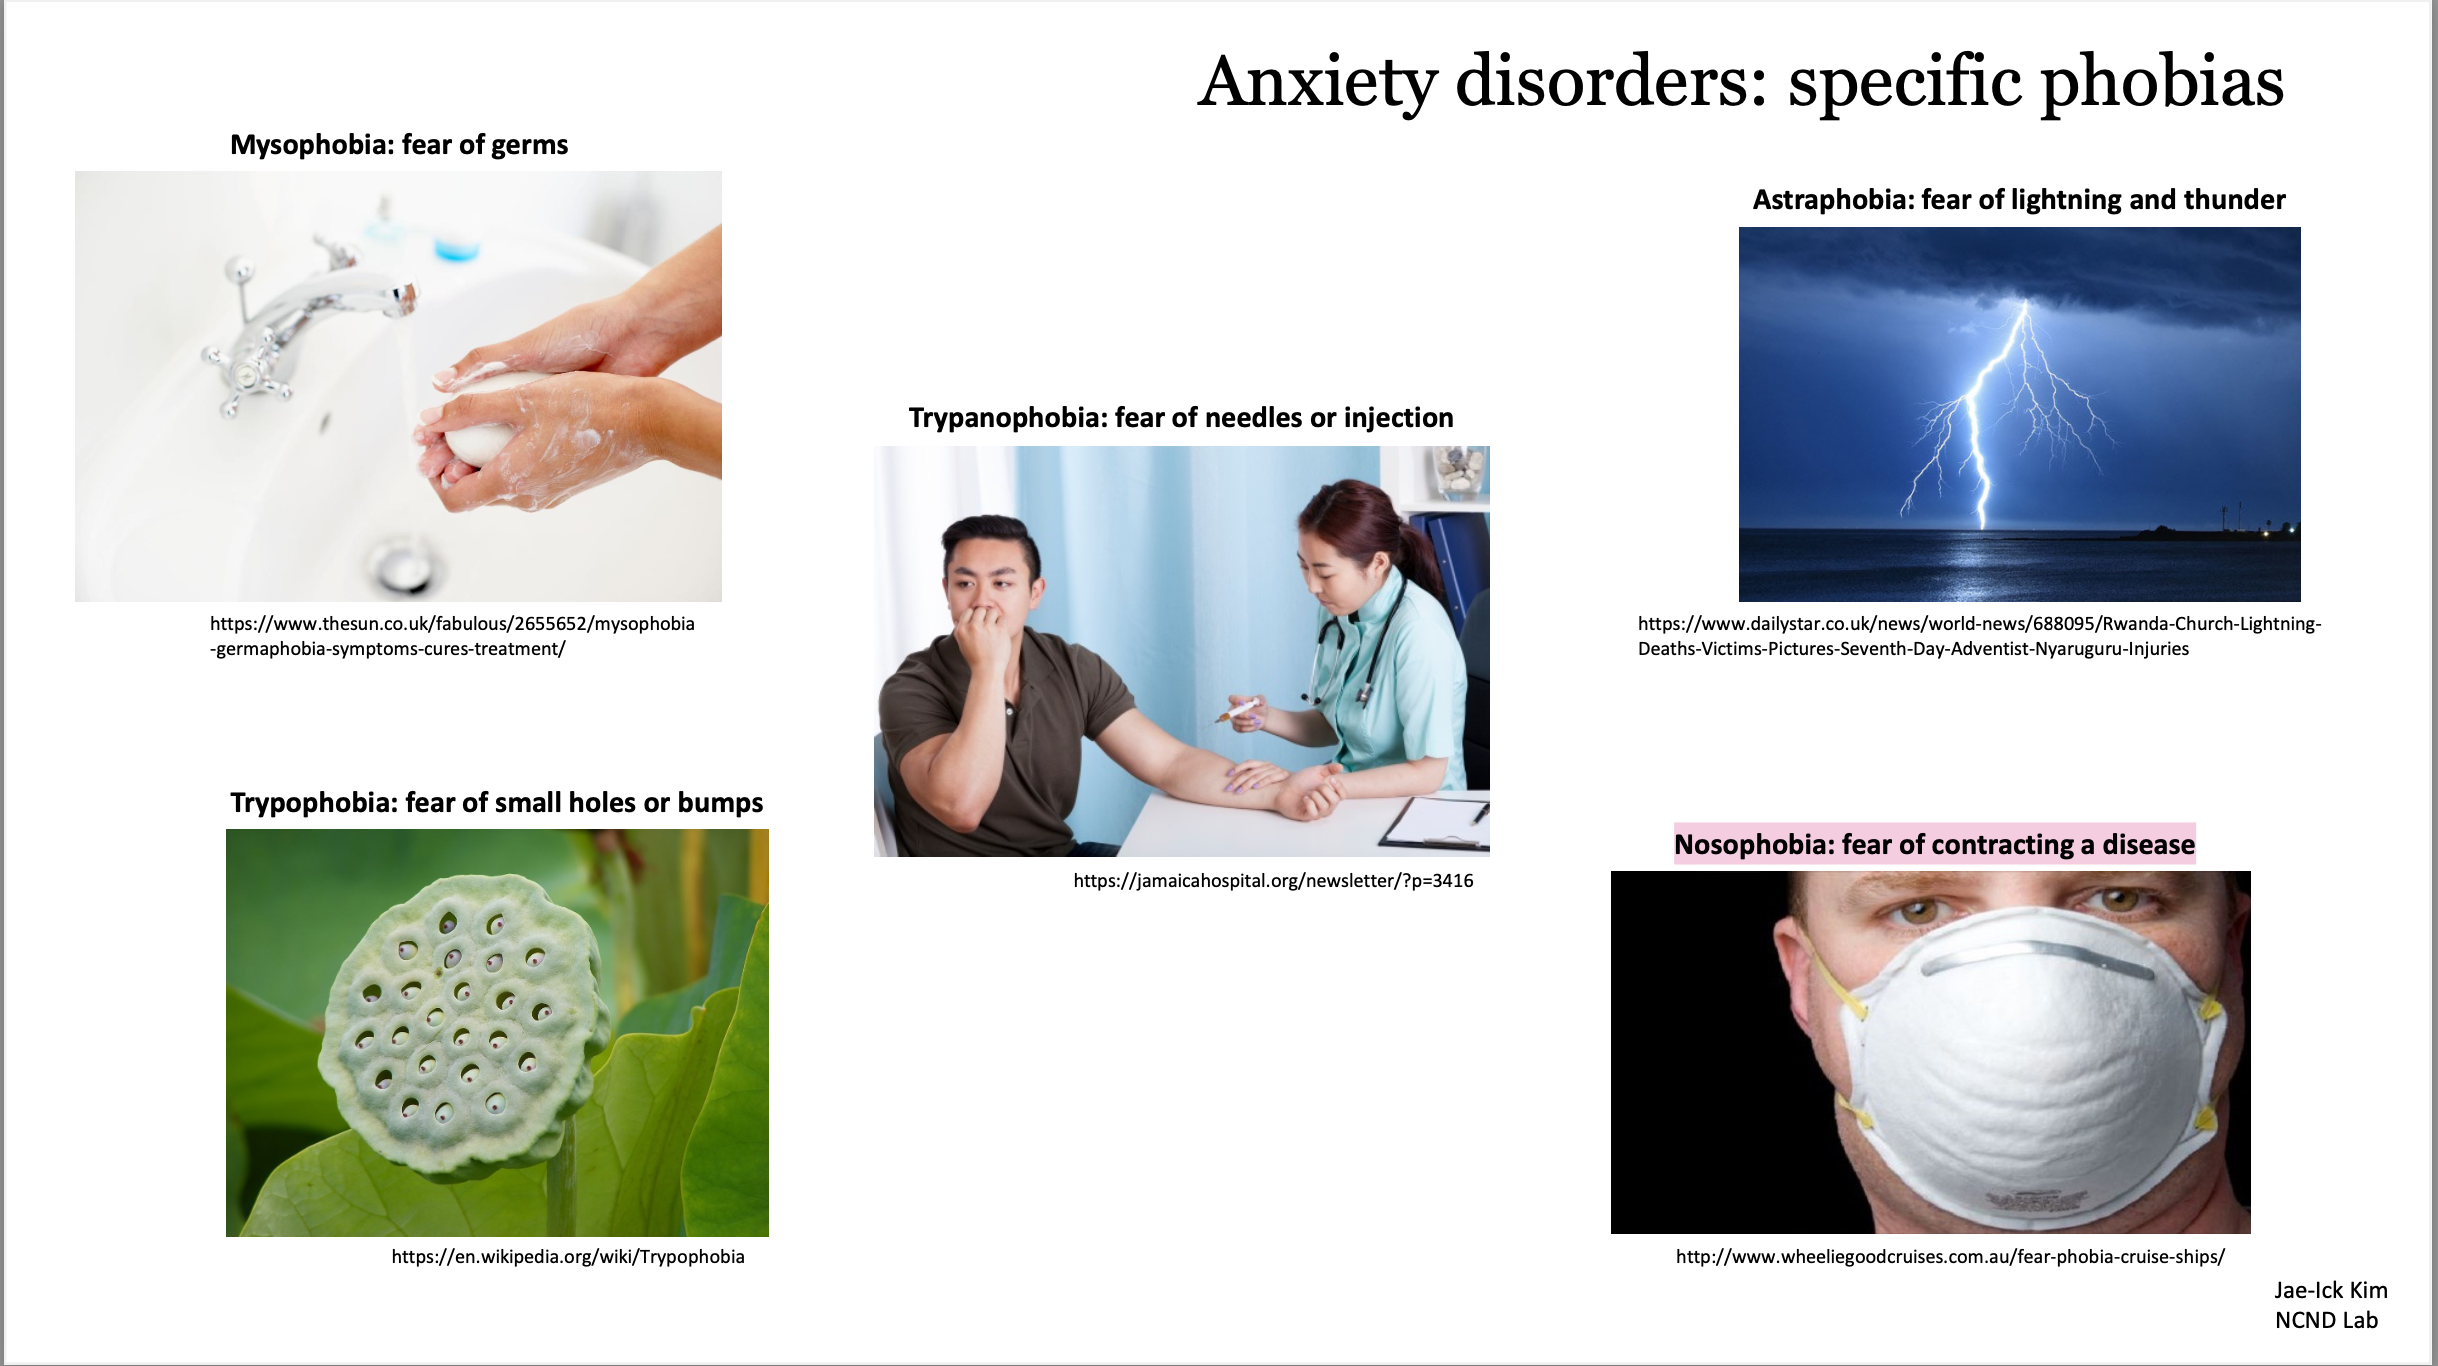 Anxiety disorders: specific phobias
Mysophobia: fear of germs
https://www.thesun.co.uk/fabulous/2655652/mysophobia
-germaphobia-symptoms-cures-treatment/
Astraphobia: fear of lightning and thunder
https://www.dailystar.co.uk/news/world-news/688095/Rwanda-Church-Lightning-
Deaths-Victims-Pictures-Seventh-Day-Adventist-Nyaruguru-Injuries
Trypanophobia: fear of needles or injection
https://jamaicahospital.org/newsletter/?p=3416
Trypophobia: fear of small holes or bumps
https://en.wikipedia.org/wiki/Trypophobia
Nosophobia: fear of contracting a disease
http://www.wheeliegoodcruises.com.au/fear-phobia-cruise-ships/
Jae-Ick Kim
NCND Lab